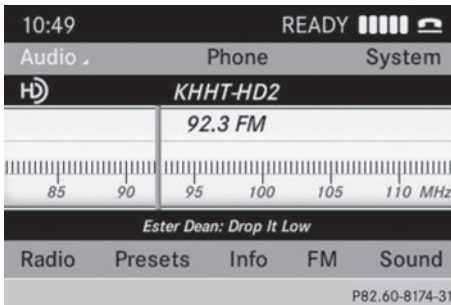 10:49 READY
Audio Phone System
HD KHHT-HD2
92.3 FM
85 90 95 100 105 110 MHz
Ester Dean: Drop It Low
Radio Presets Info FM Sound
P82.60-8174-31